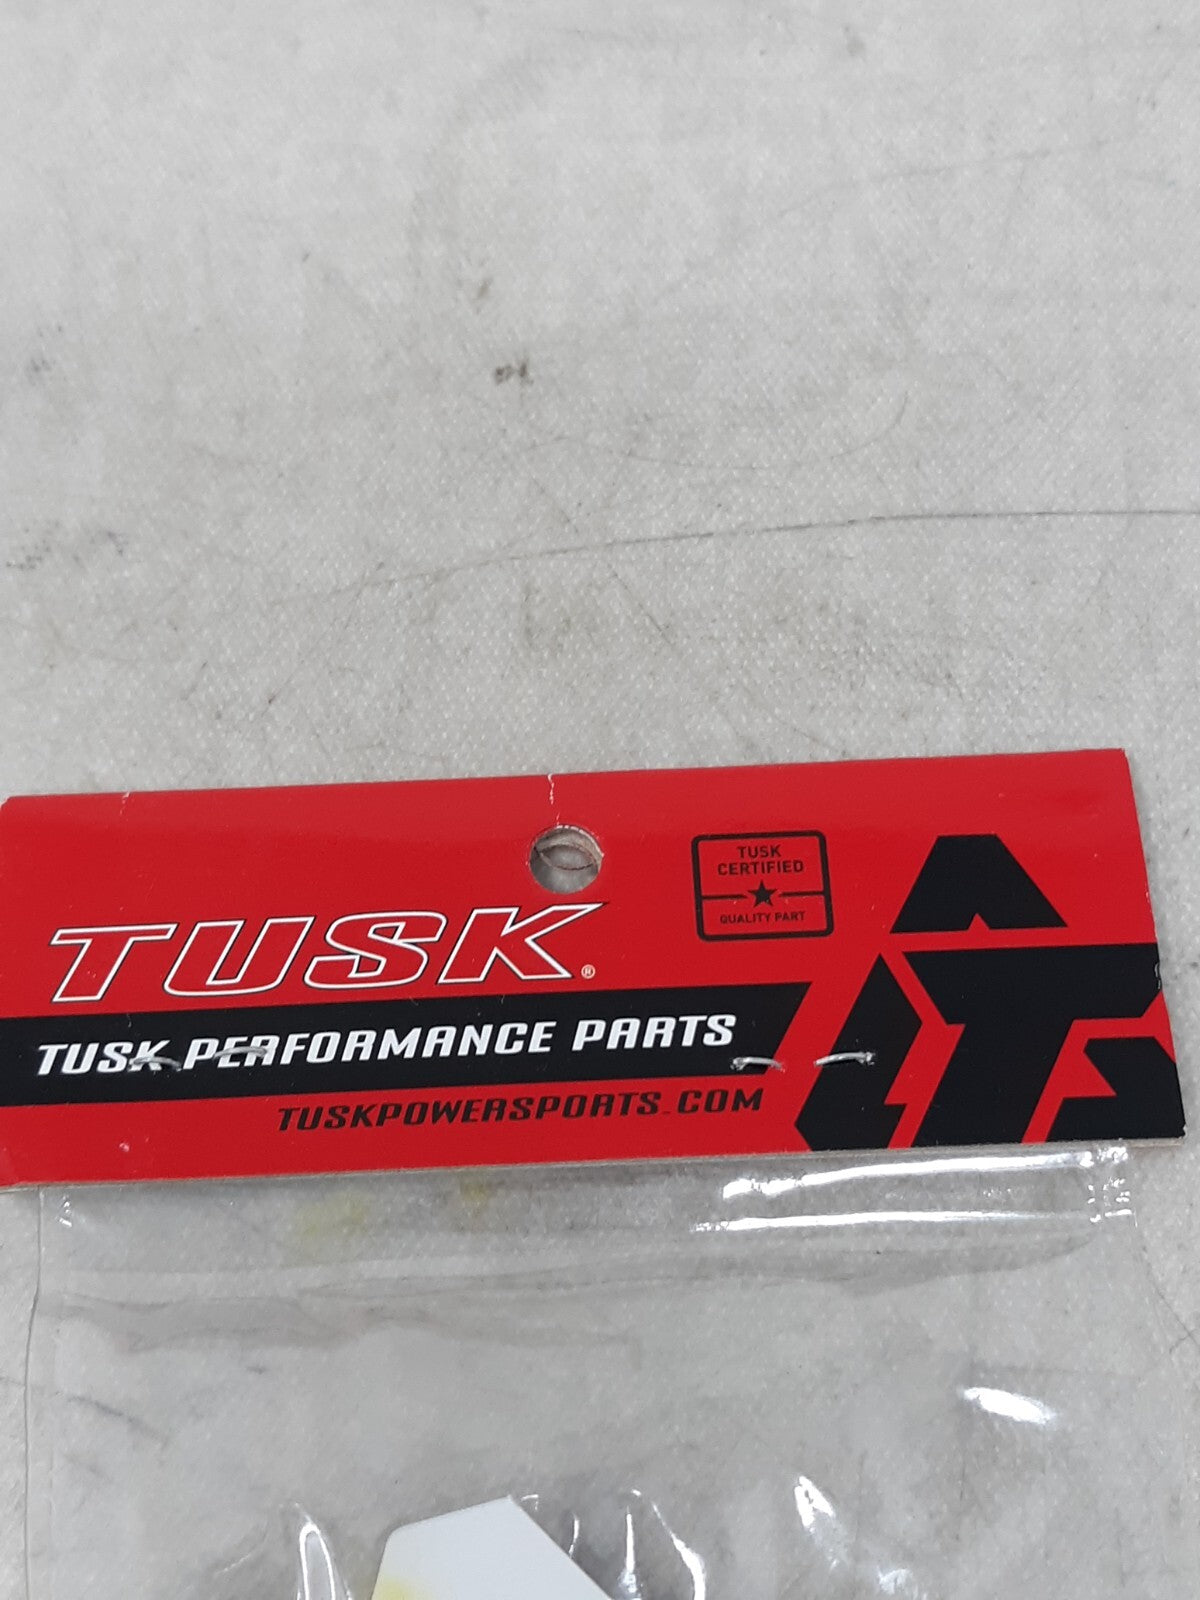 TUSK
CERTIFIED
QUALITY PART
TUSK®
TUSK PERFORMANCE PARTS
TUSKPOWERSPORTS.COM